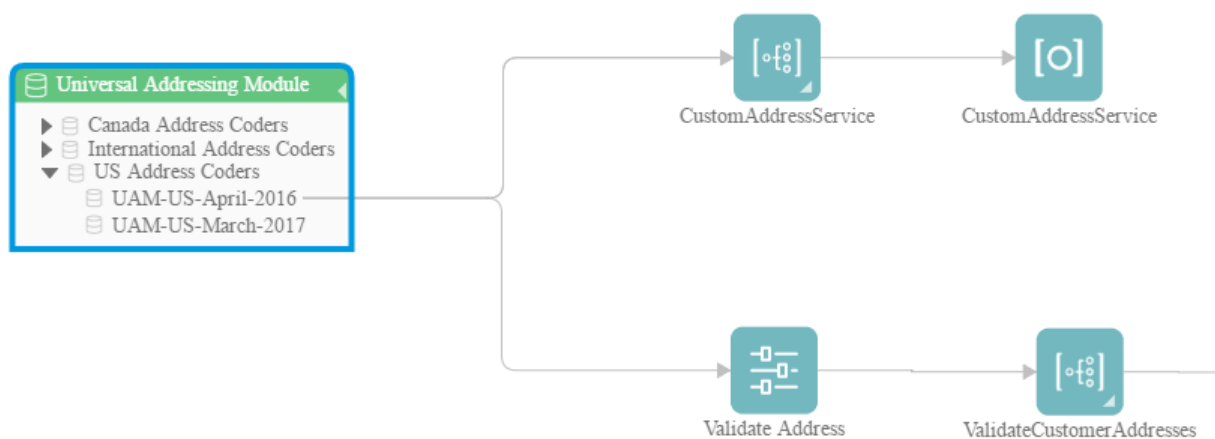 Universal Addressing Module
Canada Address Coders
International Address Coders
US Address Coders
UAM-US-April-2016
UAM-US-March-2017
CustomAddressService
CustomAddressService
Validate Address
ValidateCustomerAddresses